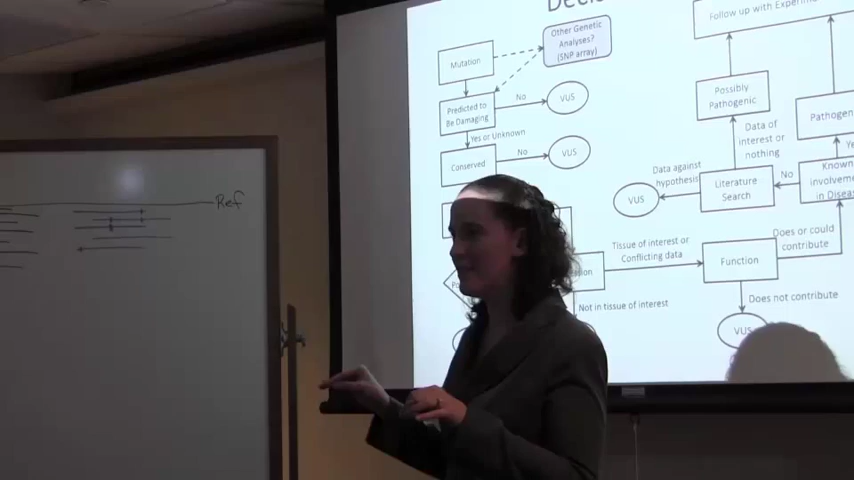 Ref
Follow up with Experim
Other Genetic
Analyses?
(SNP array)
Mutation
Predicted to
Be Damaging
No
VUS
Yes or Unknown
Conserved
No
VUS
Possibly
Pathogenic
Pathogen
Data of
interest or
nothing
Data against
hypothesis
VUS
Literature
Search
No
Known
involvement
in Disea
Tissue of interest or
Conflicting data
Function
Does or could
contribute
Not in tissue of interest
Does not contribute
VUS